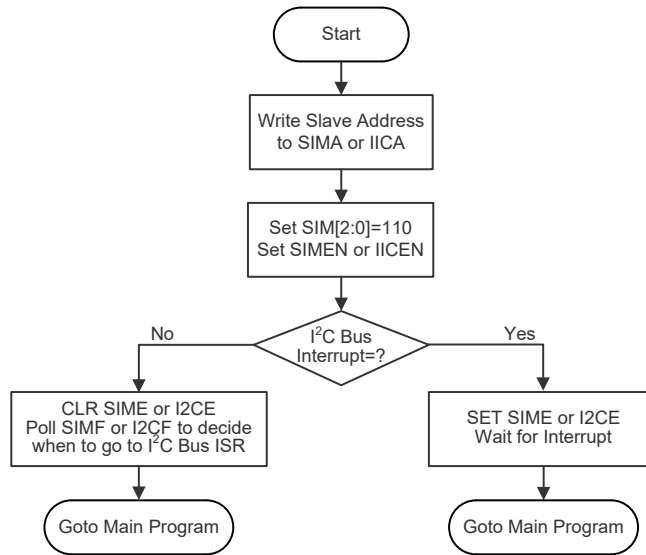 Start
Write Slave Address
to SIMA or IICA
Set SIM[2:0]=110
Set SIMEN or IICEN
I²C Bus
Interrupt=?
No
Yes
CLR SIME or I2CE
Poll SIMF or I2CF to decide
when to go to I²C Bus ISR
SET SIME or I2CE
Wait for Interrupt
Goto Main Program
Goto Main Program